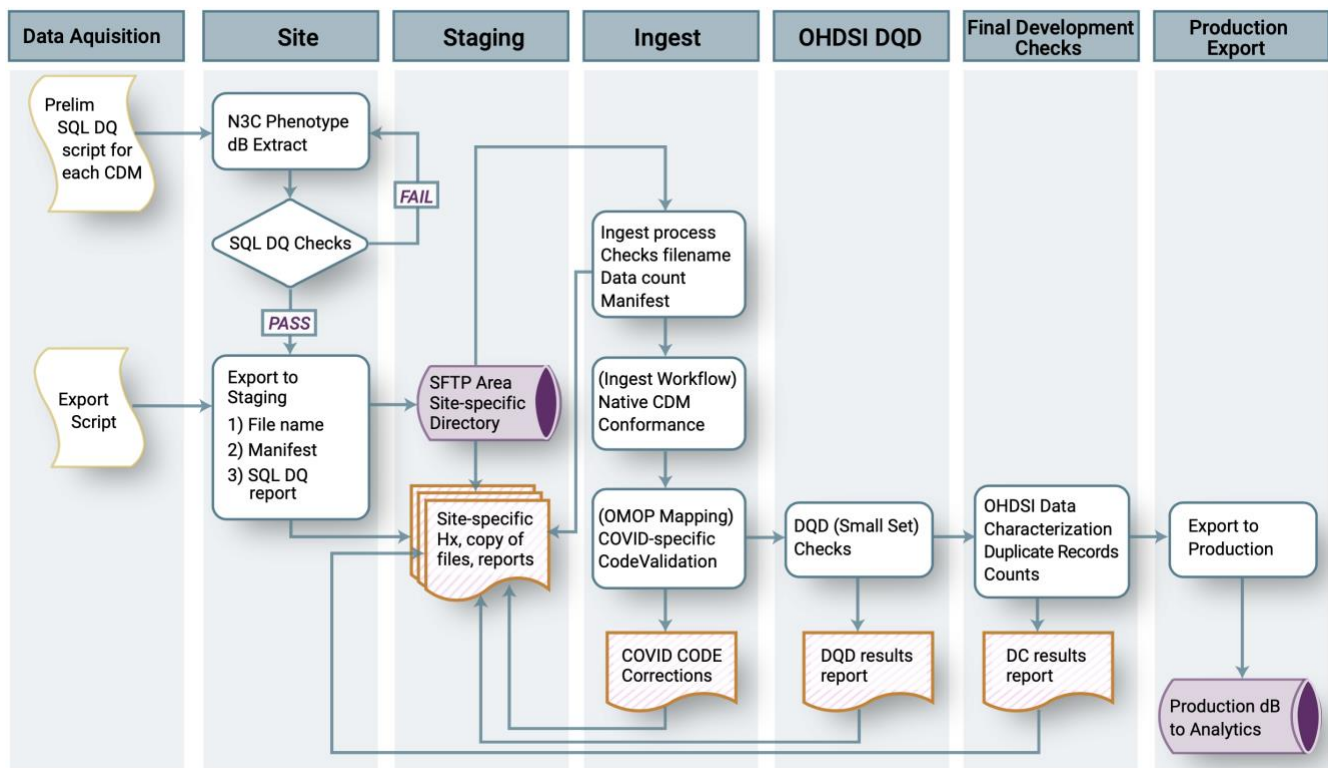 Data Aquisition
Site
Staging
Ingest
OHDSI DQD
Final Development
Checks
Production
Export
Prelim
SQL DQ
script for
each CDM
N3C Phenotype
dB Extract
FAIL
SQL DQ Checks
PASS
Export
Script
Export to
Staging
1) File name
2) Manifest
3) SQL DQ
report
SFTP Area
Site-specific
Directory
Site-specific
Hx, copy of
files, reports
Ingest process
Checks filename
Data count
Manifest
(Ingest Workflow)
Native CDM
Conformance
(OMOP Mapping)
COVID-specific
CodeValidation
COVID CODE
Corrections
DQD (Small Set)
Checks
DQD results
report
OHDSI Data
Characterization
Duplicate Records
Counts
DC results
report
Export to
Production
Production dB
to Analytics